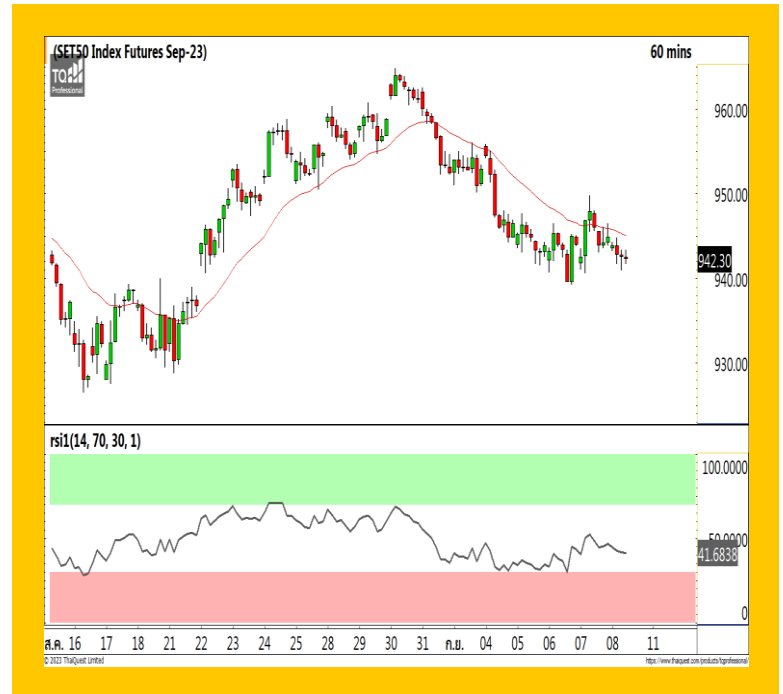 (SET50 Index Futures Sep-23) 60 mins
TQ
Professional
960.00
950.00
942.30
940.00
930.00
rsi1(14, 70, 30, 1)
100.0000
50.0000
41.6838
0
ส.ค. 16 17 18 21 22 23 24 25 28 29 30 31 ก.ย. 04 05 06 07 08 11
© 2023 ThaiQuest Limited https://www.thaiquest.com/products/tqprofessional/